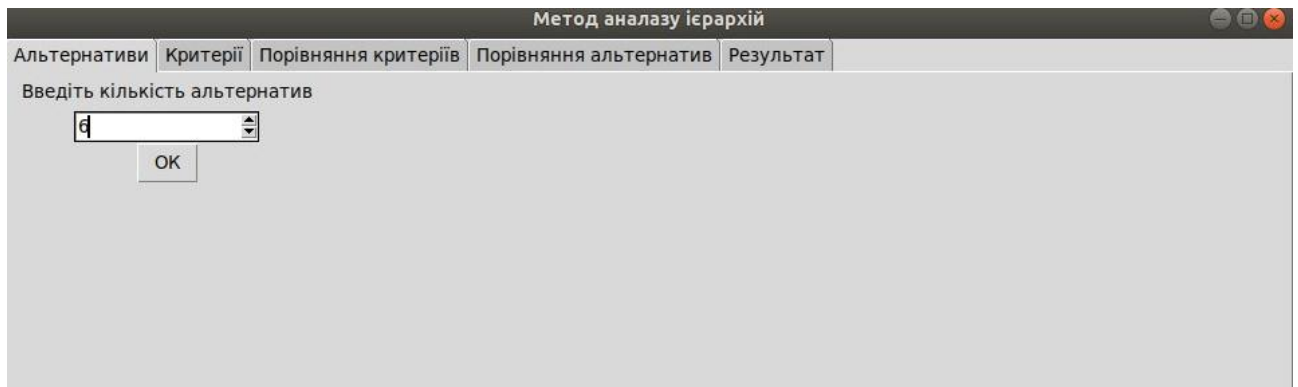 Метод аналазу ієрархій
Альтернативи Критерії Порівняння критеріїв Порівняння альтернатив Результат
Введіть кількість альтернатив
6
OK